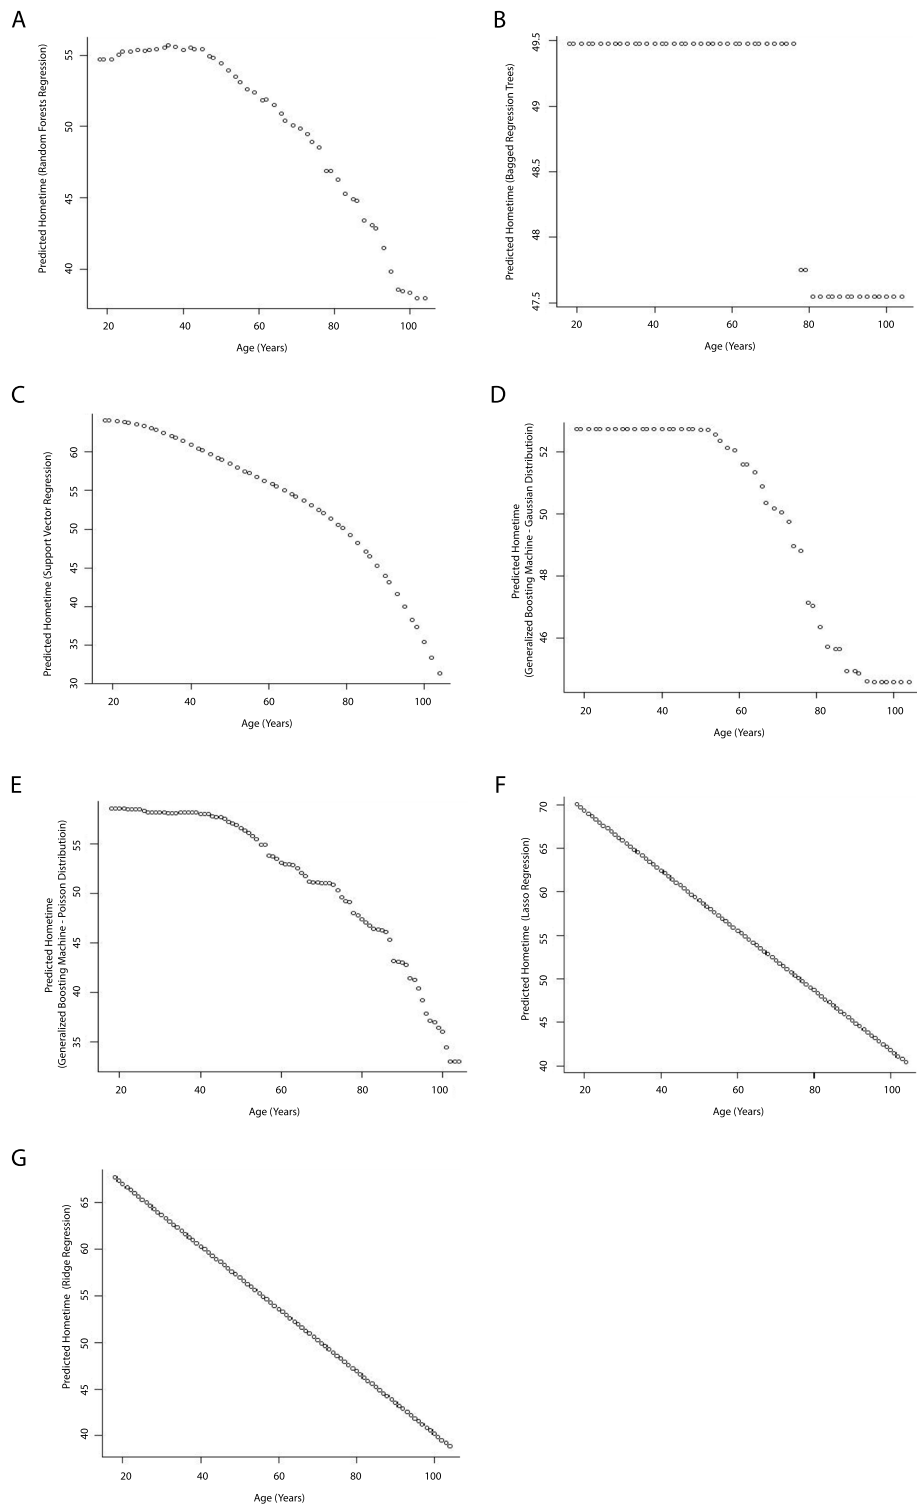 A
Predicted Hometime (Random Forests Regression)
55
50
45
40
20 40 60 80 100
Age (Years)
B
Predicted Hometime (Bagged Regression Trees)
49.5
49
48.5
48
47.5
20 40 60 80 100
Age (Years)
C
Predicted Hometime (Support Vector Regression)
60
55
50
45
40
35
30
20 40 60 80 100
Age (Years)
D
Predicted Hometime
(Generalized Boosting Machine - Gaussian Distributioin)
52
50
48
46
20 40 60 80 100
Age (Years)
E
Predicted Hometime
(Generalized Boosting Machine - Poisson Distributioin)
55
50
45
40
35
20 40 60 80 100
Age (Years)
F
Predicted Hometime (Lasso Regression)
70
65
60
55
50
45
40
20 40 60 80 100
Age (Years)
G
Predicted Hometime (Ridge Regression)
65
60
55
50
45
40
20 40 60 80 100
Age (Years)